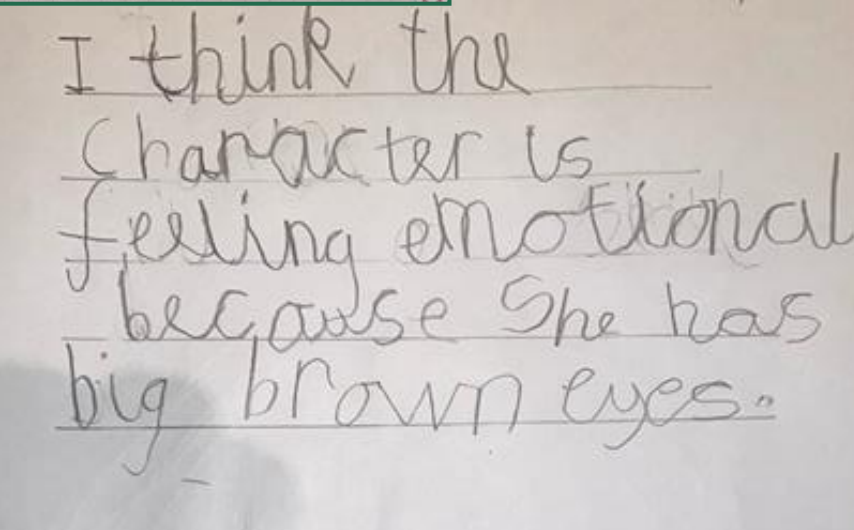 I think the
character is
feeling emotional
because She has
big brown eyes.